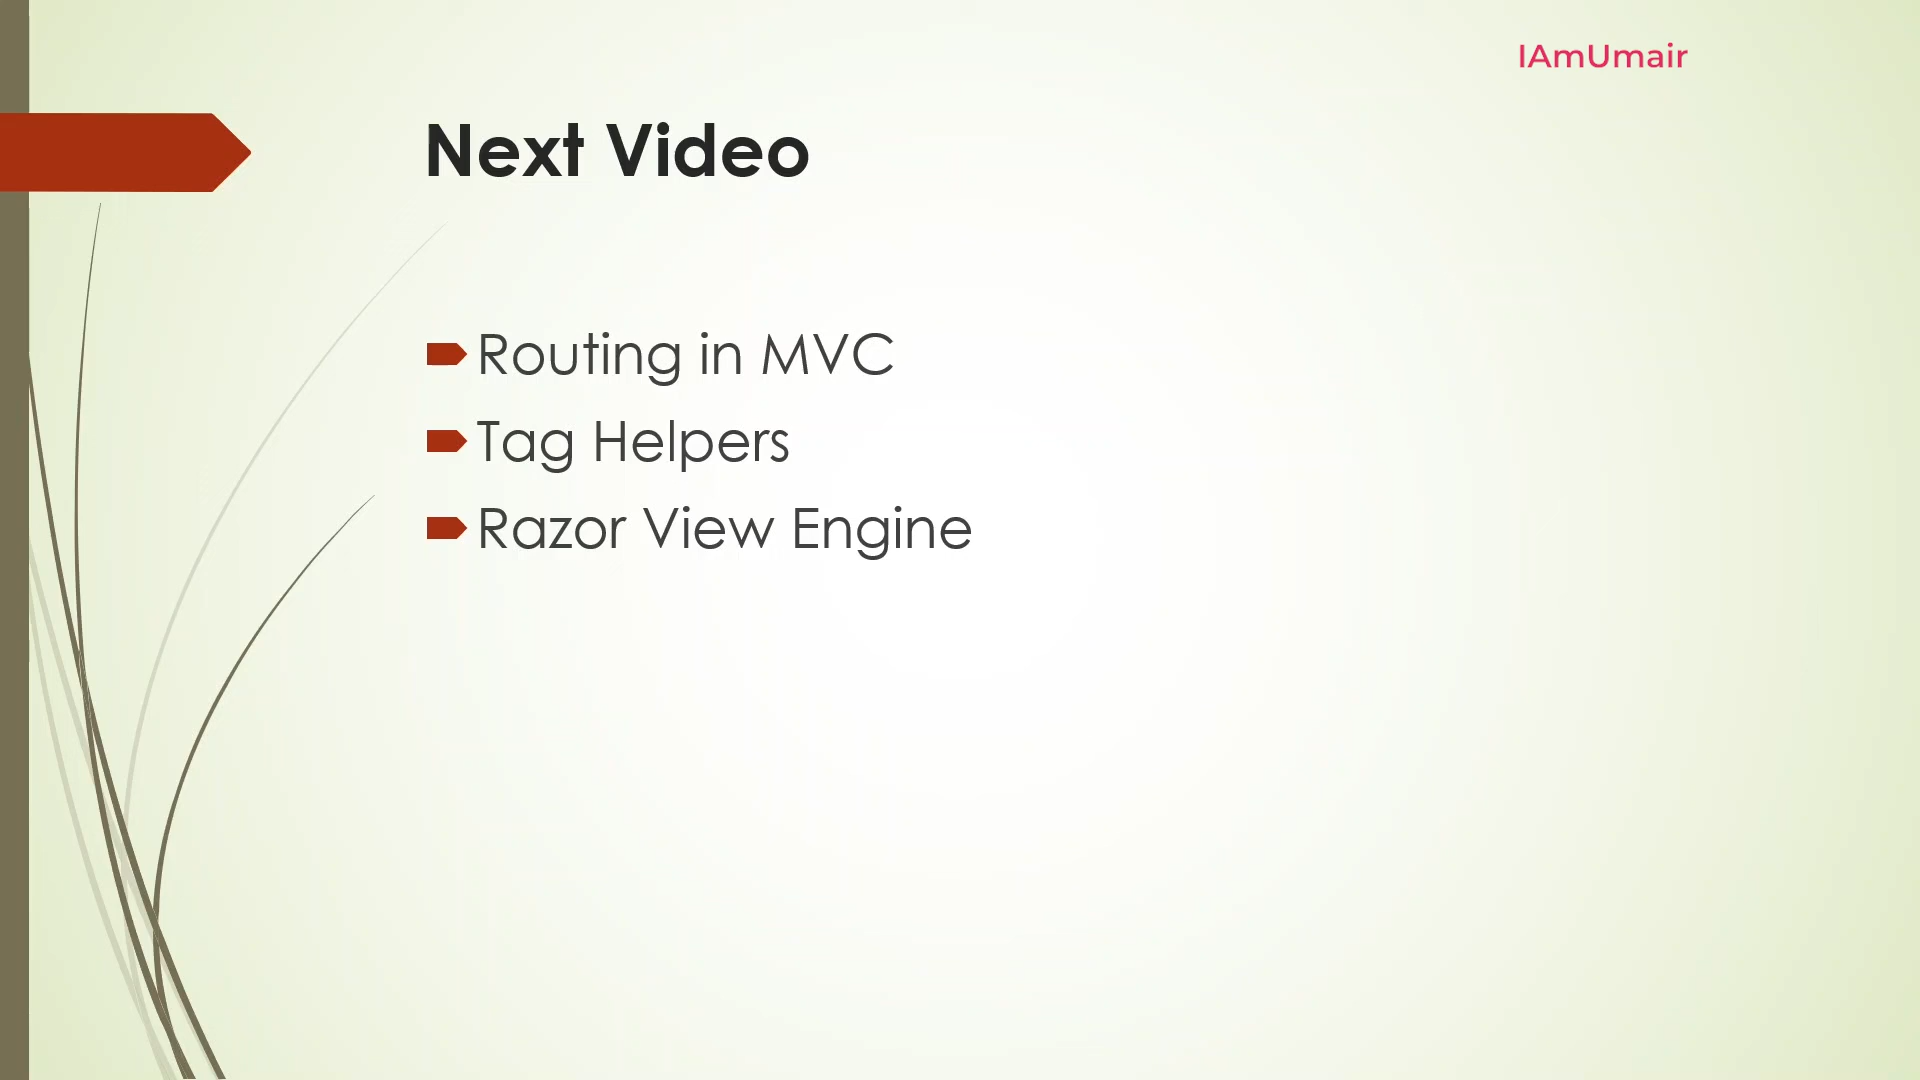 IAmUmair
Next Video
Routing in MVC
Tag Helpers
Razor View Engine